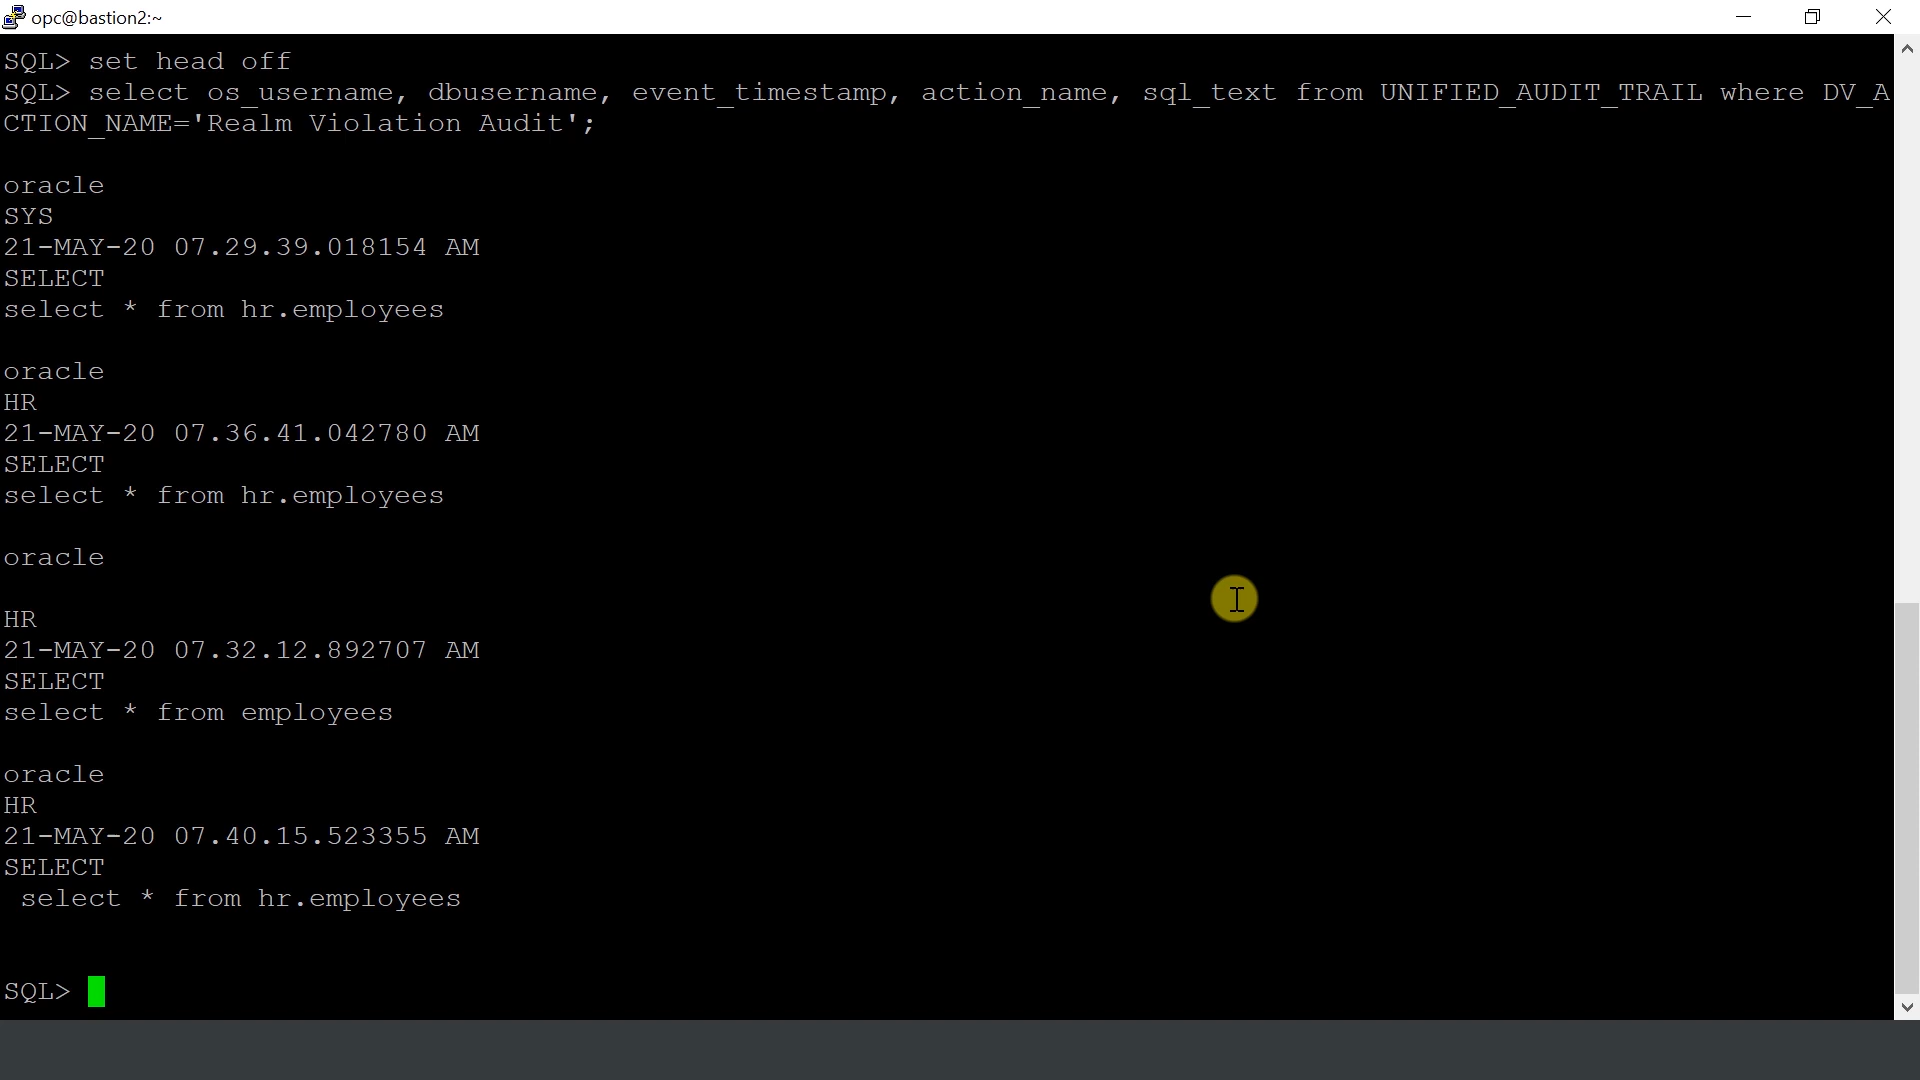 opc@bastion2:~
SQL> set head off
SQL> select os_username, dbusername, event_timestamp, action_name, sql_text from UNIFIED_AUDIT_TRAIL where DV_A
CTION_NAME='Realm Violation Audit';
oracle
SYS
21-MAY-20 07.29.39.018154 AM
SELECT
select * from hr.employees
oracle
HR
21-MAY-20 07.36.41.042780 AM
SELECT
select * from hr.employees
oracle
HR
21-MAY-20 07.32.12.892707 AM
SELECT
select * from employees
oracle
HR
21-MAY-20 07.40.15.523355 AM
SELECT
 select * from hr.employees
SQL>